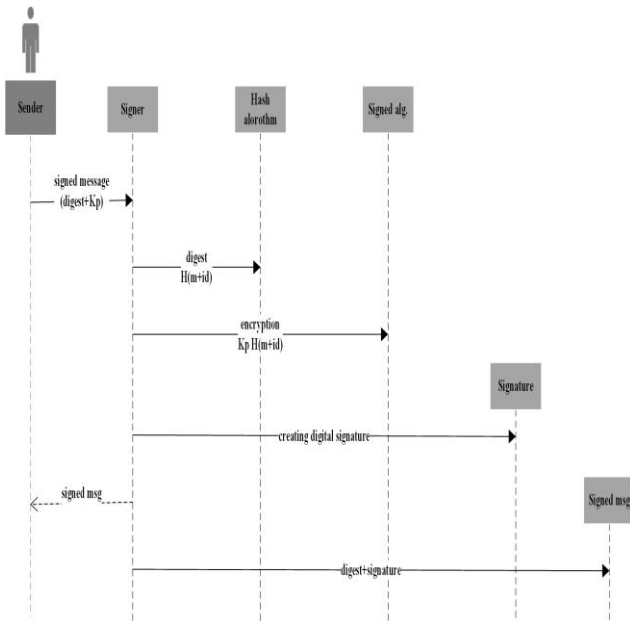 Sender
Signer
Hash
alorothm
Signed alg.
signed message
(digest+Kp)
digest
H(m+id)
encryption
Kp H(m+id)
Signature
creating digital signature
signed msg
Signed msg
digest+signature